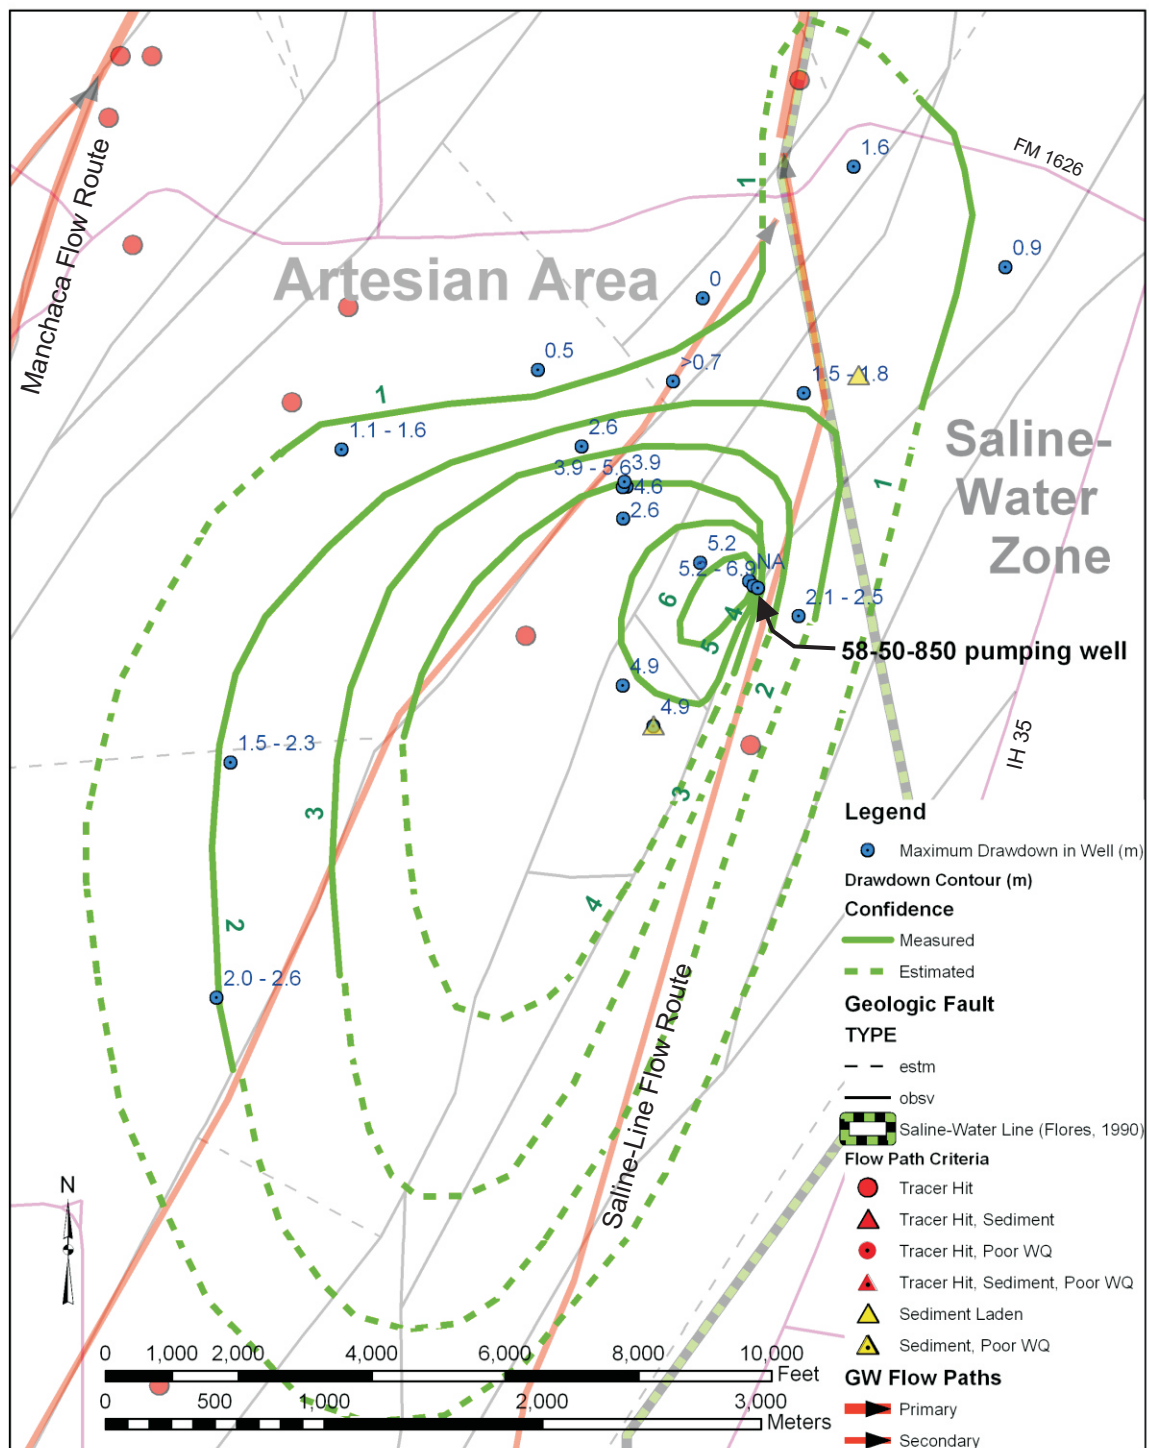 FM 1626
1.6
1
Manchaca Flow Route
0.9
Artesian Area
0
0.5
>0.7
1.5 - 1.8
1
1.1 - 1.6
2.6
Saline-
Water
Zone
3.9 - 5.6
3.9
4.6
1
2.6
5.2
NA
5.2 - 6.9
6
4
2.1 - 2.5
5
58-50-850 pumping well
4.9
2
4.9
1.5 - 2.3
IH 35
3
3
4
2
2.0 - 2.6
Saline-Line Flow Route
N
Legend
Maximum Drawdown in Well (m)
Drawdown Contour (m)
Confidence
Measured
Estimated
Geologic Fault
TYPE
estm
obsv
Saline-Water Line (Flores, 1990)
Flow Path Criteria
Tracer Hit
Tracer Hit, Sediment
Tracer Hit, Poor WQ
Tracer Hit, Sediment, Poor WQ
Sediment Laden
Sediment, Poor WQ
GW Flow Paths
Primary
Secondary
0 1,000 2,000 4,000 6,000 8,000 10,000
Feet
0 500 1,000 2,000 3,000
Meters